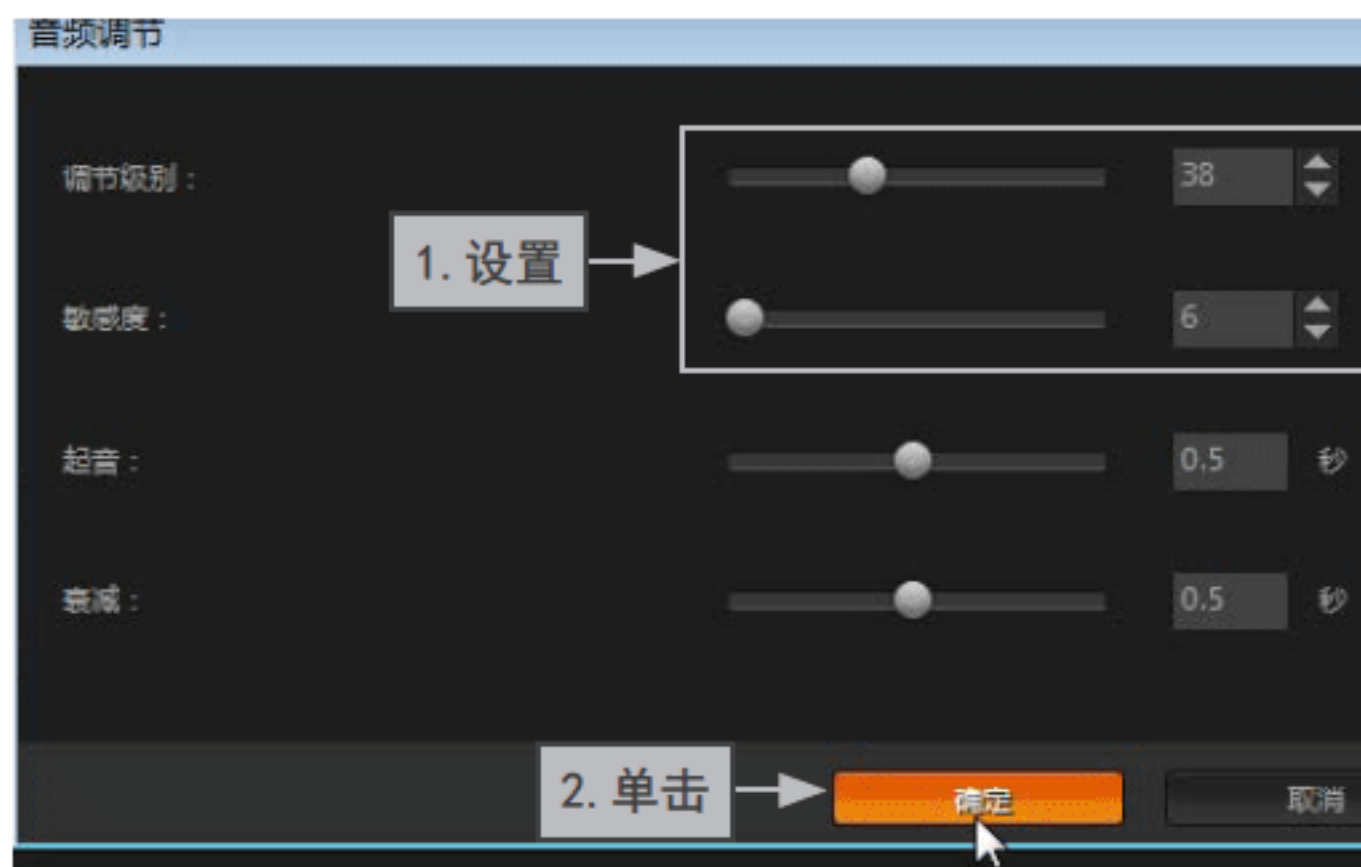 音频调节
调节级别： 38
1. 设置
敏感度： 6
起音： 0.5 秒
衰减： 0.5 秒
2. 单击 确定 取消